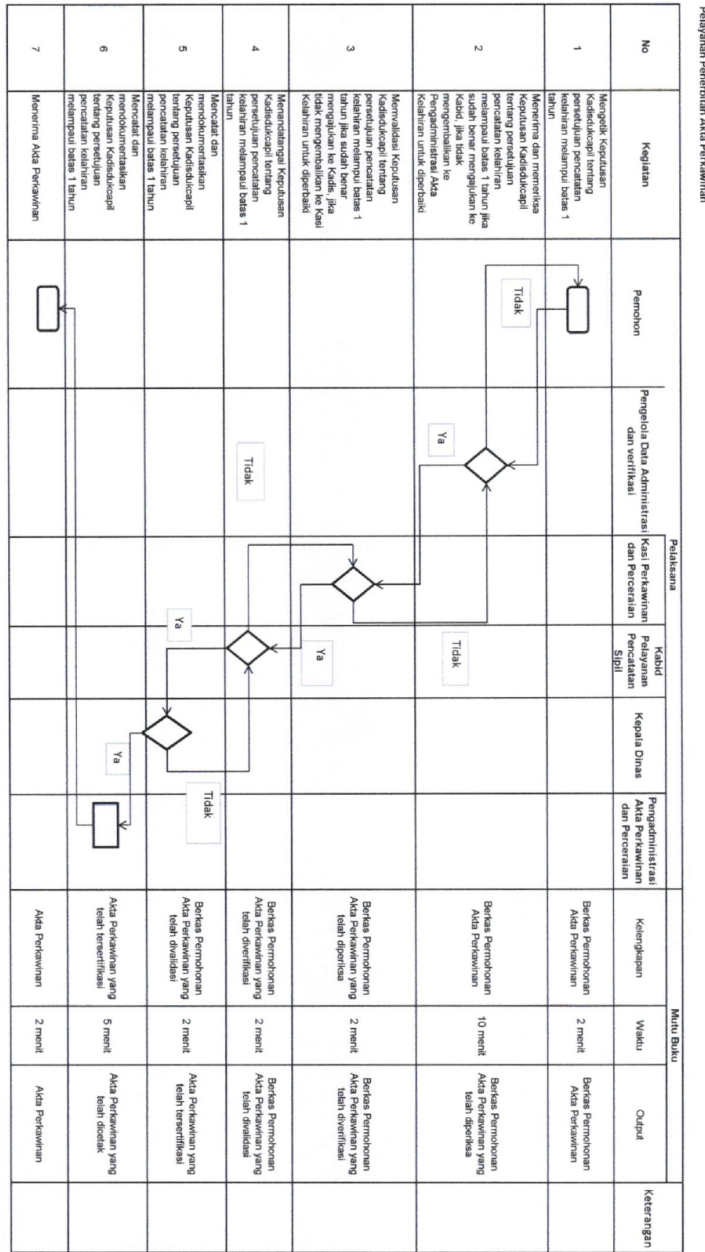 Pelayanan Penerbitan Akta Perkawinan
No
Kegiatan
Pelaksana
Mutu Buku
Keterangan
Pemohon
Pengelola Data Administrasi
dan verifikasi
Kasi Perkawinan
dan Perceraian
Kabid
Pelayanan
Pencatatan
Sipil
Kepala Dinas
Pengadministrasi
Akta Perkawinan
dan Perceraian
Kelengkapan
Waktu
Output
1
Mengetik Keputusan
Kadisdukcapil tentang
persetujuan pencatatan
kelahiran melampui batas 1
tahun
Berkas Permohonan
Akta Perkawinan
2 menit
Berkas Permohonan
Akta Perkawinan
Tidak
2
Menerima dan memeriksa
Keputusan Kadisdukcapil
tentang persetujuan
pencatatan kelahiran
melampaui batas 1 tahun jika
sudah benar mengajukan ke
Kabid, jika tidak
mengembalikan ke
Pengadministrasi Akta
Kelahiran untuk diperbaiki
Ya
Tidak
Berkas Permohonan
Akta Perkawinan
10 menit
Berkas Permohonan
Akta Perkawinan yang
telah diperiksa
3
Memvalidasi Keputusan
Kadisdukcapil tentang
persetujuan pencatatan
kelahiran melampui batas 1
tahun jika sudah benar
mengajukan ke Kadis, jika
tidak mengembalikan ke Kasi
Kelahiran untuk diperbaiki
Ya
Berkas Permohonan
Akta Perkawinan yang
telah diperiksa
2 menit
Berkas Permohonan
Akta Perkawinan yang
telah diverifikasi
4
Menandatangai Keputusan
Kadisdukcapil tentang
persetujuan pencatatan
kelahiran melampaui batas 1
tahun
Tidak
Berkas Permohonan
Akta Perkawinan yang
telah diverifikasi
2 menit
Berkas Permohonan
Akta Perkawinan yang
telah divalidasi
5
Mencatat dan
mendokumentasikan
Keputusan Kadisdukcapil
tentang persetujuan
pencatatan kelahiran
melampui batas 1 tahun
Ya
Tidak
Berkas Permohonan
Akta Perkawinan yang
telah divalidasi
2 menit
Berkas Permohonan
Akta Perkawinan yang
telah tersertifikasi
6
Mencatat dan
mendokumentasikan
Keputusan Kadisdukcapil
tentang persetujuan
pencatatan kelahiran
melampaui batas 1 tahun
Ya
Akta Perkawinan yang
telah tersertifikasi
5 menit
Akta Perkawinan yang
telah dicetak
7
Menerima Akta Perkawinan
Akta Perkawinan
2 menit
Akta Perkawinan